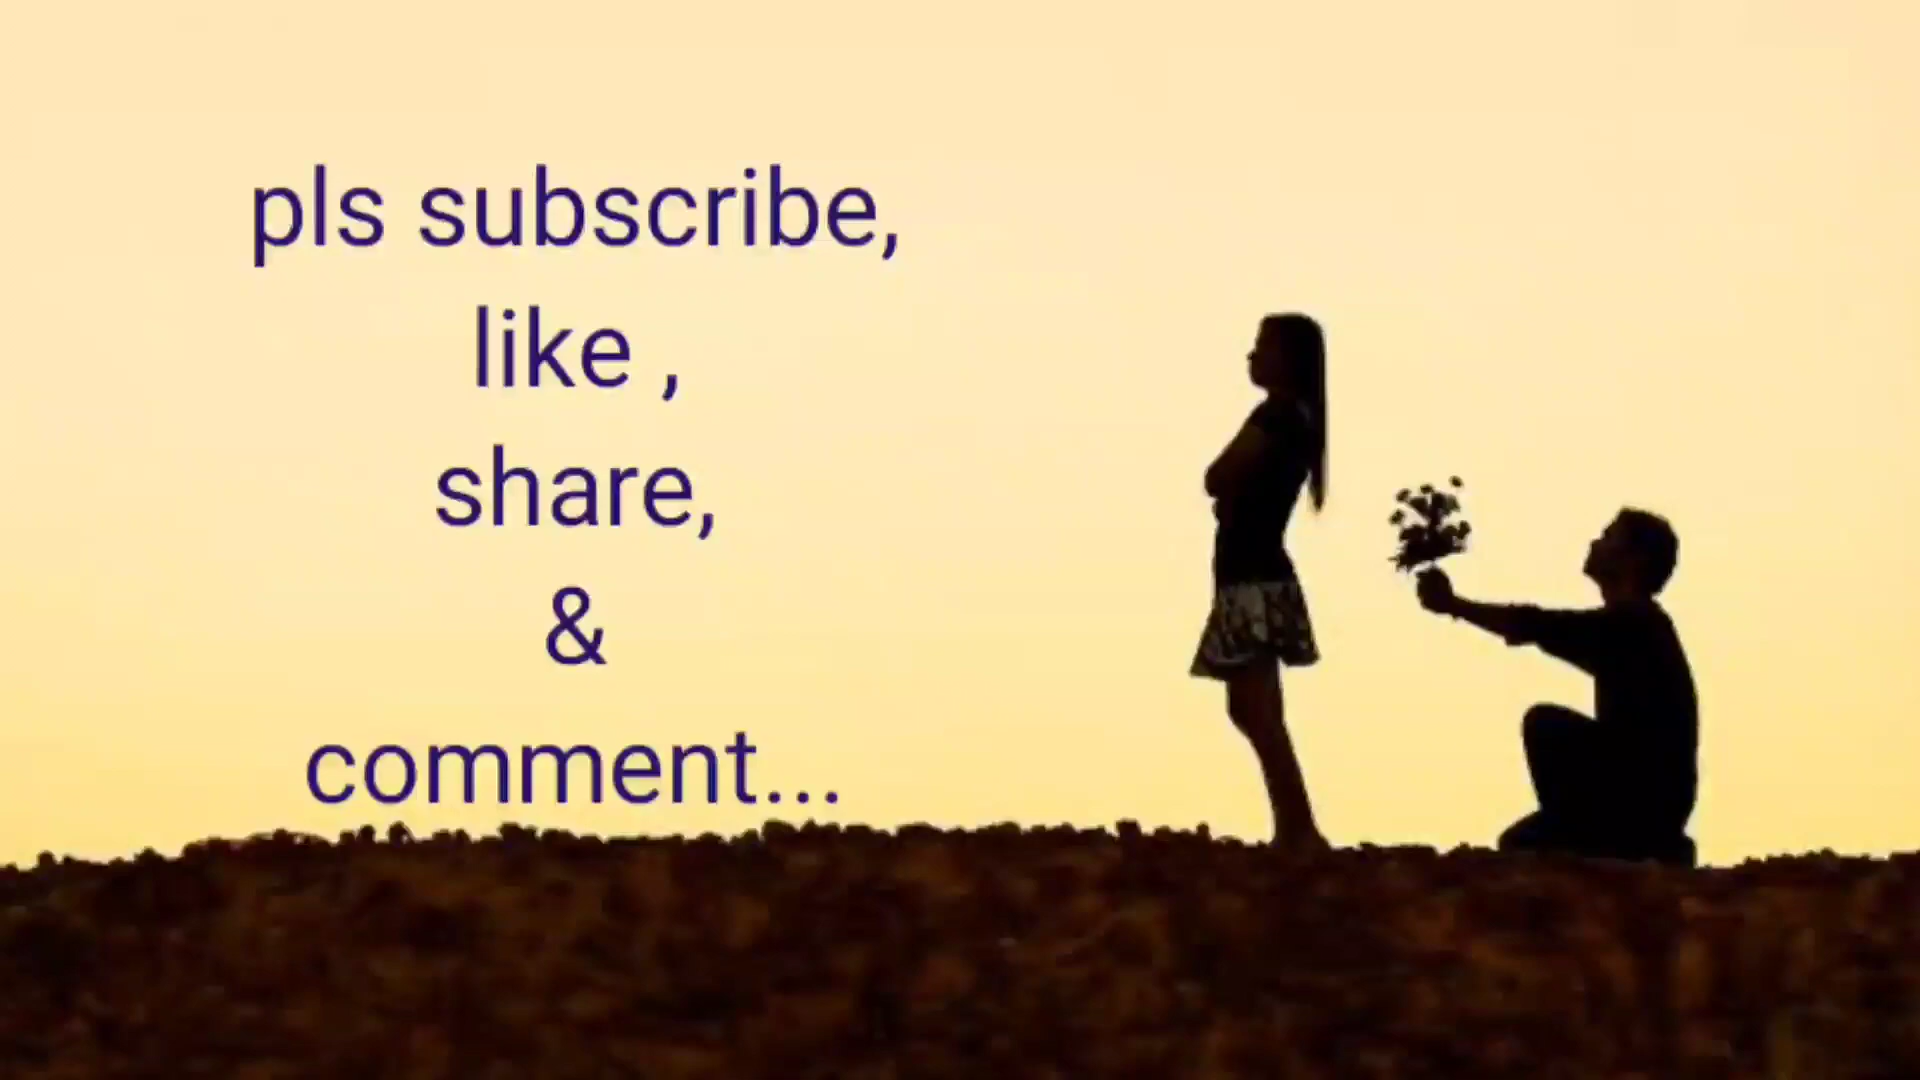 pls subscribe,
like ,
share,
&
comment...